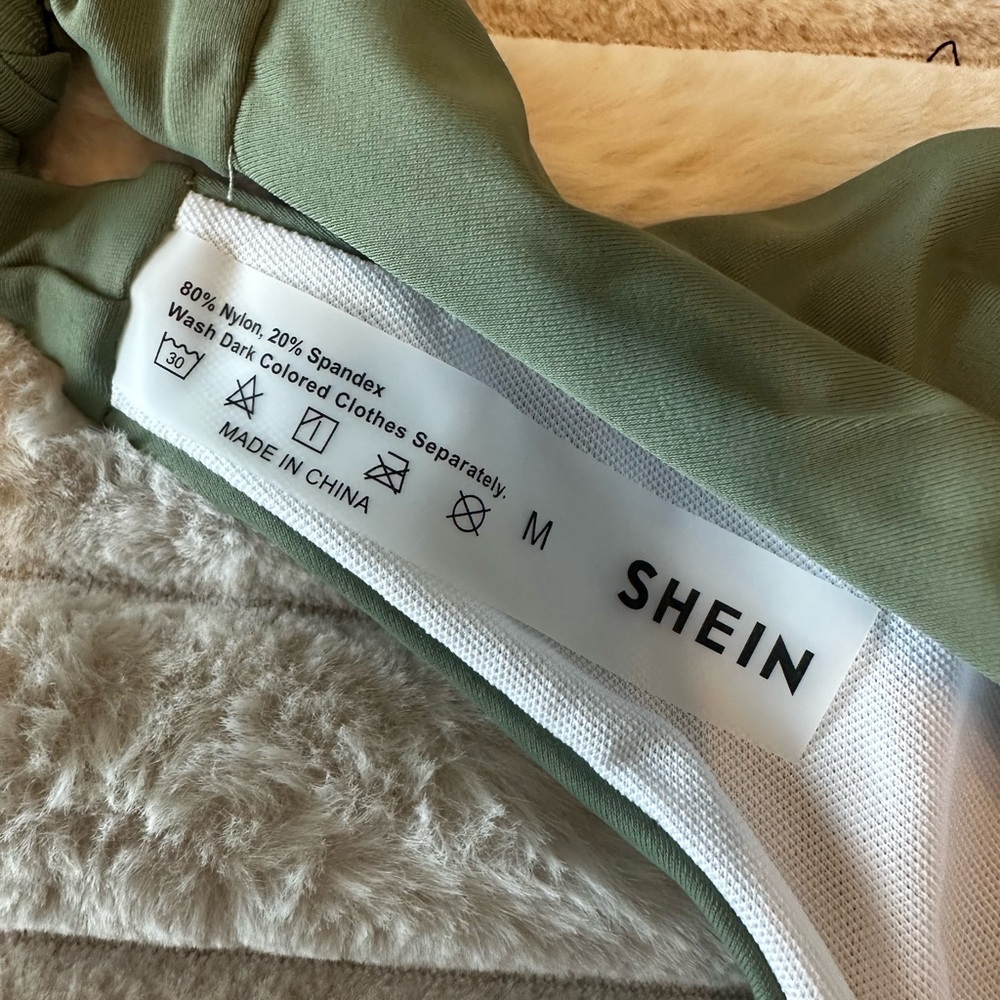 80% Nylon, 20% Spandex
Wash Dark Colored Clothes Separately.
30
MADE IN CHINA
M
SHEIN